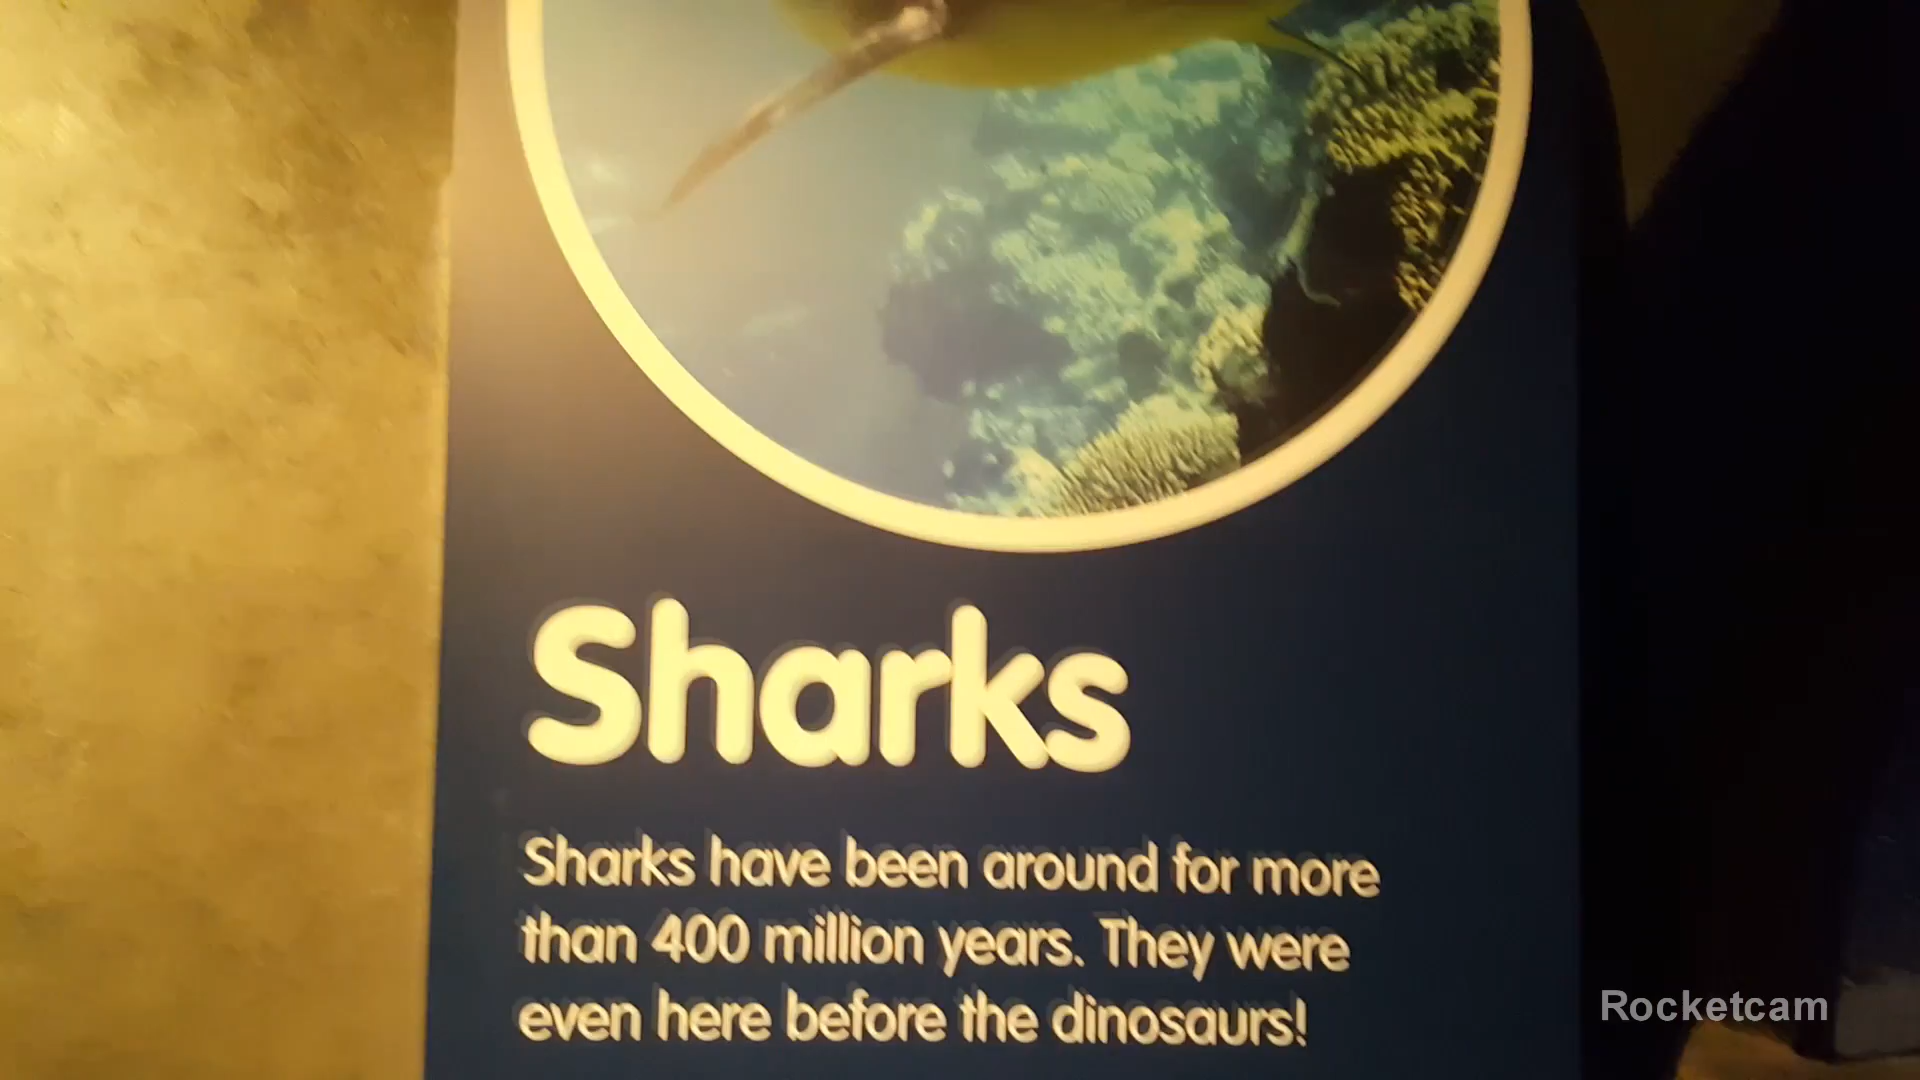 Sharks
Sharks have been around for more
than 400 million years. They were
even here before the dinosaurs!
Rocketcam